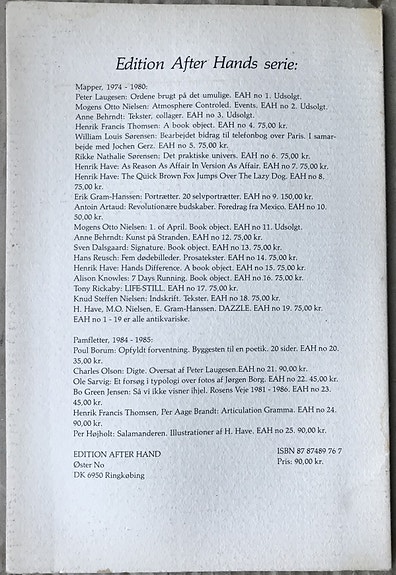 Edition After Hands serie:
Mapper, 1974 - 1980:
Peter Laugesen: Ordene brugt på det umulige. EAH no 1. Udsolgt.
Mogens Otto Nielsen: Atmosphere Controled. Events. EAH no 2. Udsolgt.
Anne Behrndt: Tekster, collager. EAH no 3. Udsolgt.
Henrik Francis Thomsen: A book object. EAH no 4. 75,00 kr.
William Louis Sørensen: Bearbejdet bidrag til telefonbog over Paris. I samar-
bejde med Jochen Gerz. EAH no 5. 75,00 kr.
Rikke Nathalie Sørensen: Det praktiske univers. EAH no 6. 75,00 kr.
Henrik Have: As Reason As Affair In Version As Affair. EAH no 7. 75,00 kr.
Henrik Have: The Quick Brown Fox Jumps Over The Lazy Dog. EAH no 8.
75,00 kr.
Erik Gram-Hanssen: Portrætter. 20 selvportrætter. EAH no 9. 150,00 kr.
Antoin Artaud: Revolutionære budskaber. Foredrag fra Mexico. EAH no 10.
50,00 kr.
Mogens Otto Nielsen: 1. of April. Book object. EAH no 11. Udsolgt.
Anne Behrndt: Kunst på Stranden. EAH no 12. 75,00 kr.
Sven Dalsgaard: Signature. Book object. EAH no 13. 75,00 kr.
Hans Reusch: Fem dødebilleder. Prosatekster. EAH no 14. 75,00 kr.
Henrik Have: Hands Difference. A book object. EAH no 15. 75,00 kr.
Alison Knowles: 7 Days Running. Book object. EAH no 16. 75,00 kr.
Tony Rickaby: LIFE-STILL. EAH no 17. 75,00 kr.
Knud Steffen Nielsen: Indskrift. Tekster. EAH no 18. 75,00 kr.
H. Have, M.O. Nielsen, E. Gram-Hanssen. DAZZLE. EAH no 19. 75,00 kr.
EAH no 1 - 19 er alle antikvariske.
Pamfletter, 1984 - 1985:
Poul Borum: Opfyldt forventning. Byggesten til en poetik. 20 sider. EAH no 20.
35,00 kr.
Charles Olson: Digte. Oversat af Peter Laugesen.EAH no 21. 90,00 kr.
Ole Sarvig: Et forsøg i typologi over fotos af Jørgen Borg. EAH no 22. 45,00 kr.
Bo Green Jensen: Så vi ikke visner ihjel. Rosens Veje 1981 - 1986. EAH no 23.
45,00 kr.
Henrik Francis Thomsen, Per Aage Brandt: Articulation Gramma. EAH no 24.
90,00 kr.
Per Højholt: Salamanderen. Illustrationer af H. Have. EAH no 25. 90,00 kr.
EDITION AFTER HAND
Øster No
DK 6950 Ringkøbing
ISBN 87 87489 76 7
Pris: 90,00 kr.